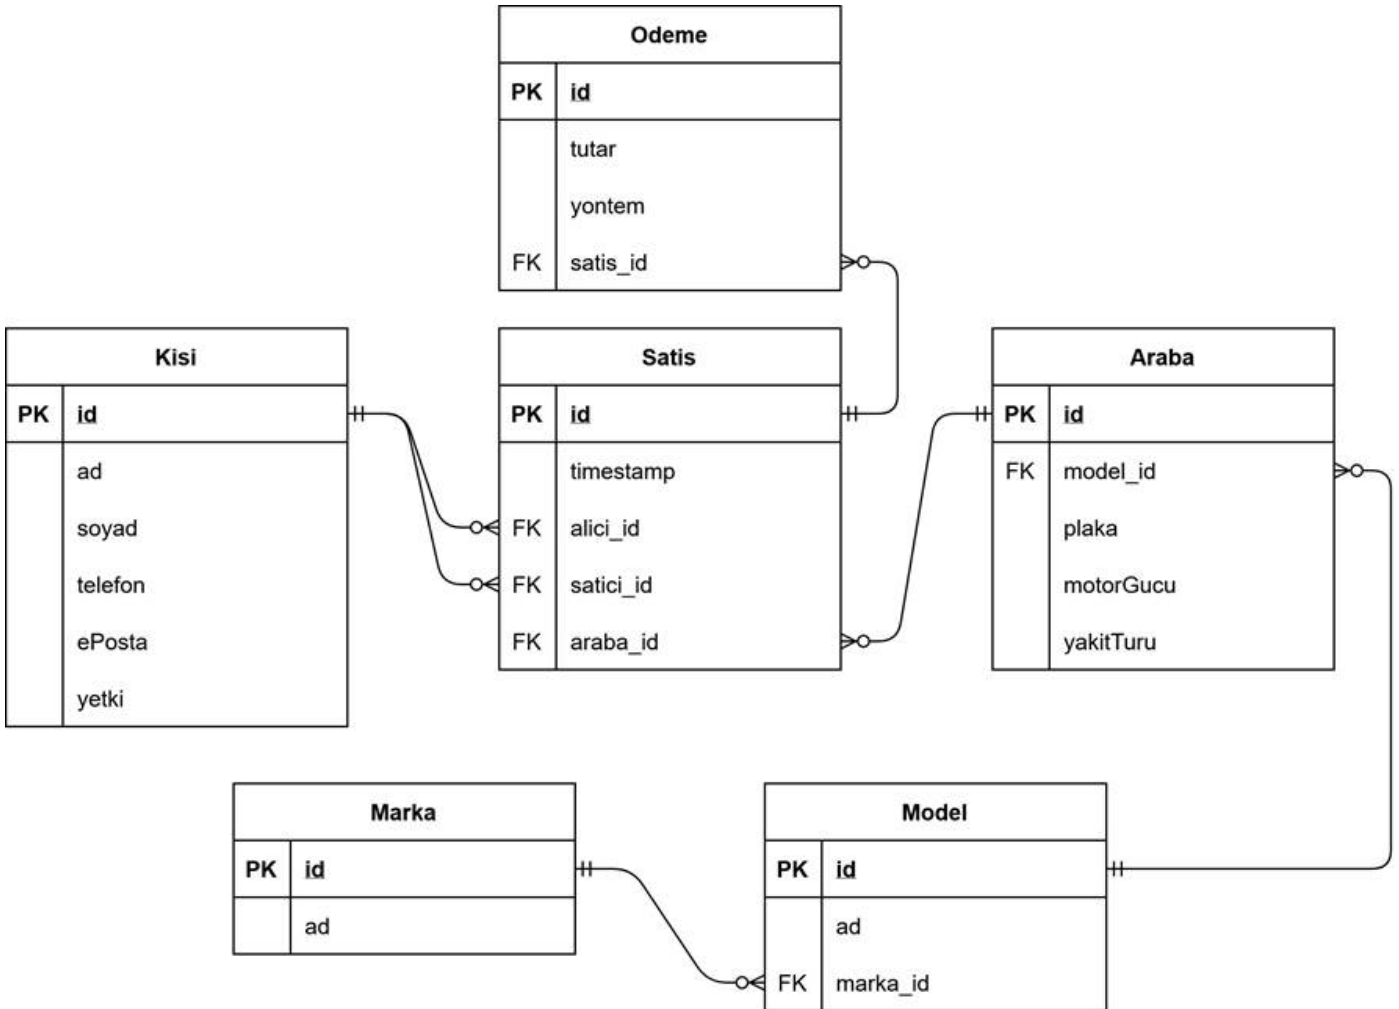 Odeme
PK id
tutar
yontem
FK satis_id
Kisi
PK id
ad
soyad
telefon
ePosta
yetki
Satis
PK id
timestamp
FK alici_id
FK satici_id
FK araba_id
Araba
PK id
FK model_id
plaka
motorGucu
yakitTuru
Marka
PK id
ad
Model
PK id
ad
FK marka_id